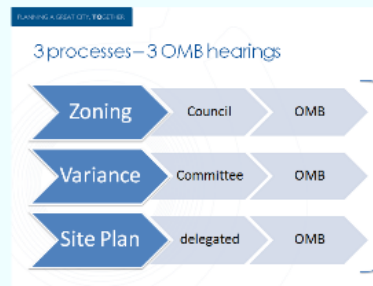 PLANNING A GREAT CITY, TOGETHER
3 processes – 3 OMB hearings
Zoning Council OMB
Variance Committee OMB
Site Plan delegated OMB